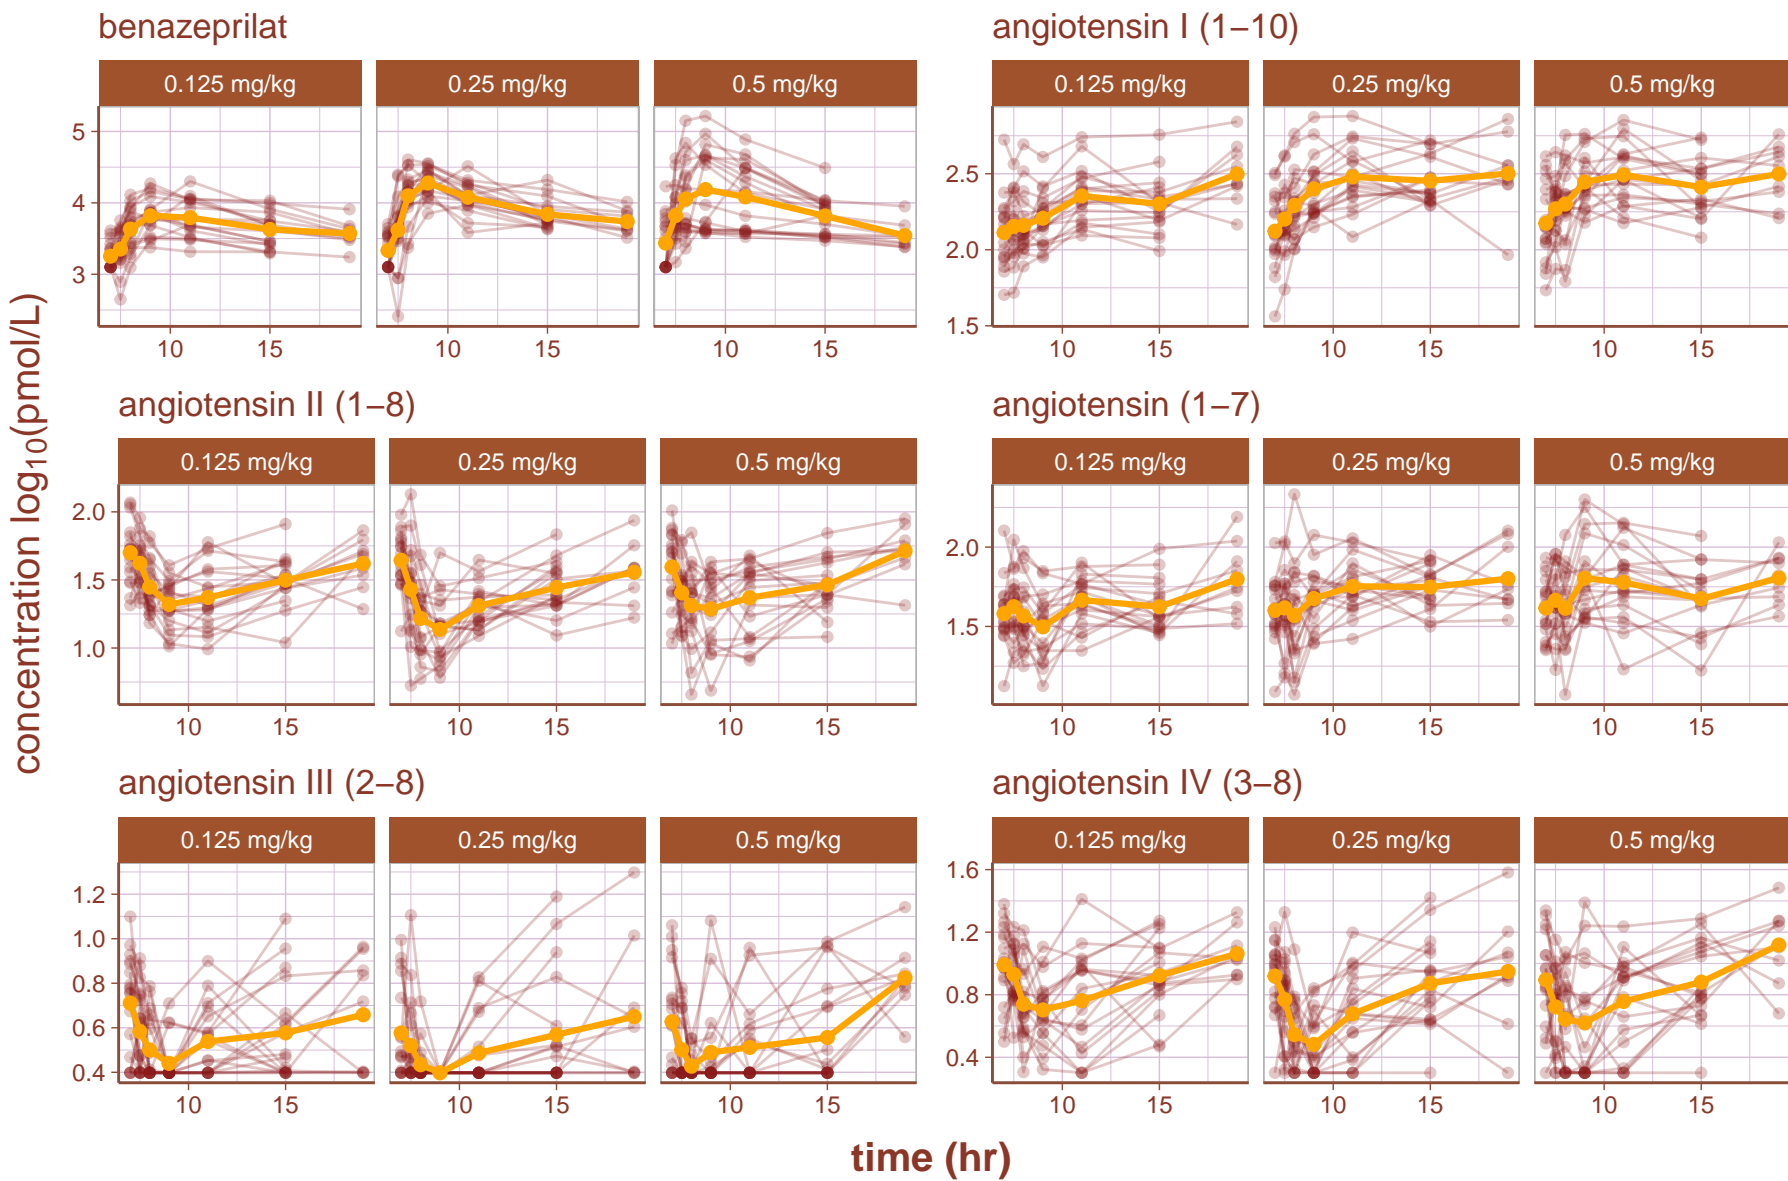 benazeprilat
angiotensin I (1–10)
0.125 mg/kg 0.25 mg/kg 0.5 mg/kg
0.125 mg/kg 0.25 mg/kg 0.5 mg/kg
5
4
3
2.5
2.0
1.5
10 15 10 15 10 15
10 15 10 15 10 15
angiotensin II (1–8)
angiotensin (1–7)
0.125 mg/kg 0.25 mg/kg 0.5 mg/kg
0.125 mg/kg 0.25 mg/kg 0.5 mg/kg
2.0
1.5
1.0
2.0
1.5
10 15 10 15 10 15
10 15 10 15 10 15
angiotensin III (2–8)
angiotensin IV (3–8)
0.125 mg/kg 0.25 mg/kg 0.5 mg/kg
0.125 mg/kg 0.25 mg/kg 0.5 mg/kg
1.2
1.0
0.8
0.6
0.4
1.6
1.2
0.8
0.4
10 15 10 15 10 15
10 15 10 15 10 15
concentration log₁₀(pmol/L)
time (hr)